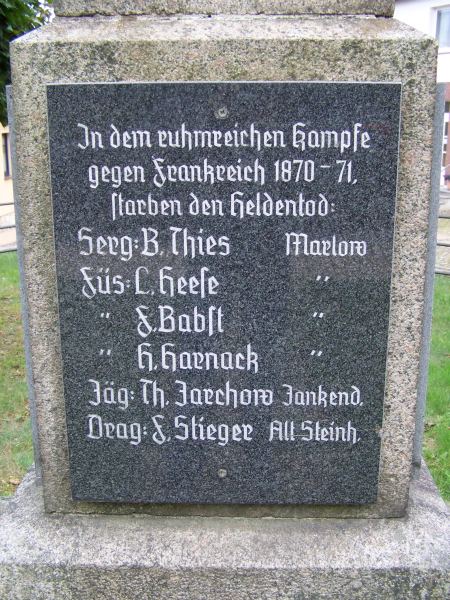 In dem ruhmreichen Kampfe
gegen Frankreich 1870-71,
starben den Heldentod:
Serg: B. Thies Marlow
Füs: L. Heese "
" F. Babst "
" H. Harnack "
Jäg: Th. Jarchow Jankend.
Drag: F. Stieger Alt Steinh.